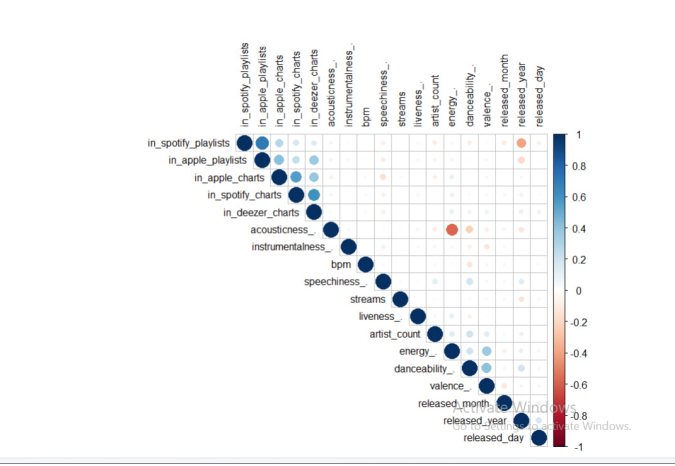 in_spotify_playlists
in_apple_playlists
in_apple_charts
in_spotify_charts
in_deezer_charts
acousticness_.
instrumentalness_.
bpm
speechiness_.
streams
liveness_.
artist_count
energy_.
danceability_.
valence_.
released_month
released_year
released_day
in_spotify_playlists
in_apple_playlists
in_apple_charts
in_spotify_charts
in_deezer_charts
acousticness_.
instrumentalness_.
bpm
speechiness_.
streams
liveness_.
artist_count
energy_.
danceability_.
valence_.
released_month
released_year
released_day
1
0.8
0.6
0.4
0.2
0
-0.2
-0.4
-0.6
-0.8
-1
Activate Windows
Go to Settings to activate Windows.